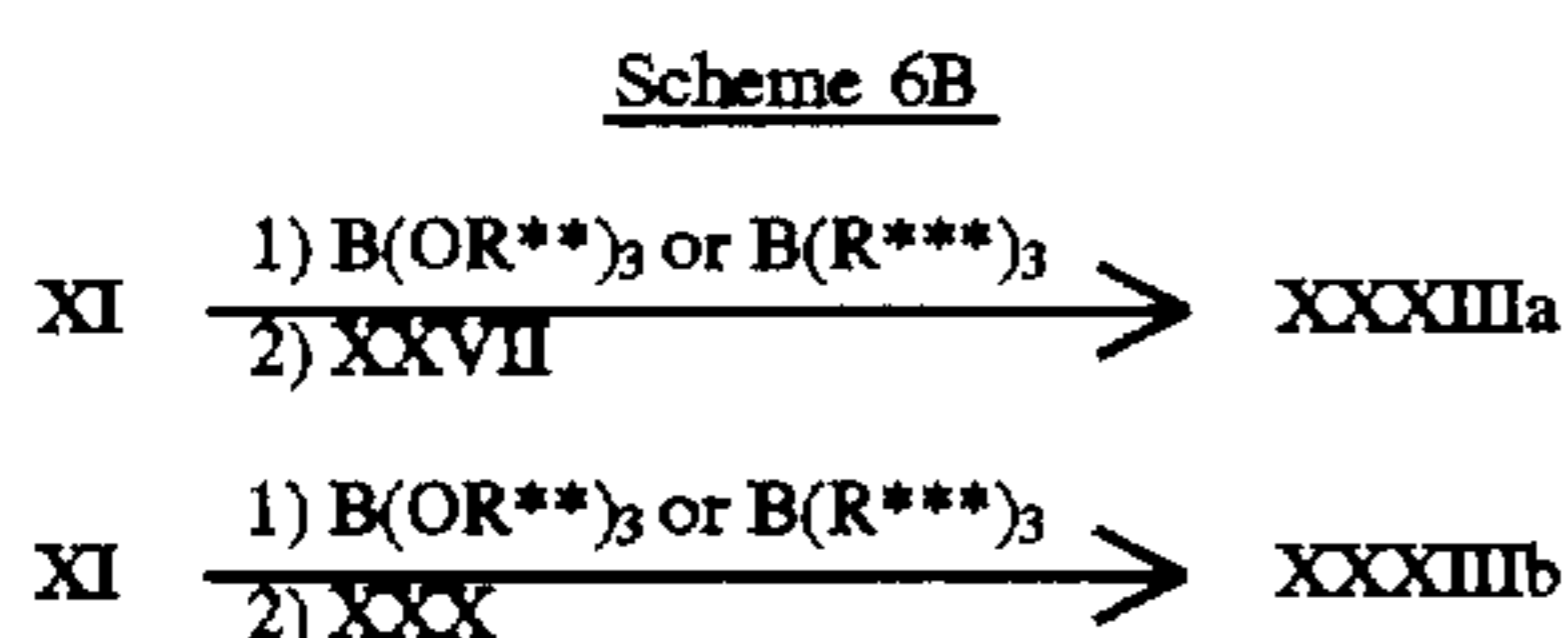 Scheme 6B
1) B(OR**)3 or B(R***)3
XI XXXIIIa
2) XXVII
1) B(OR**)3 or B(R***)3
XI XXXIIIb
2) XXX